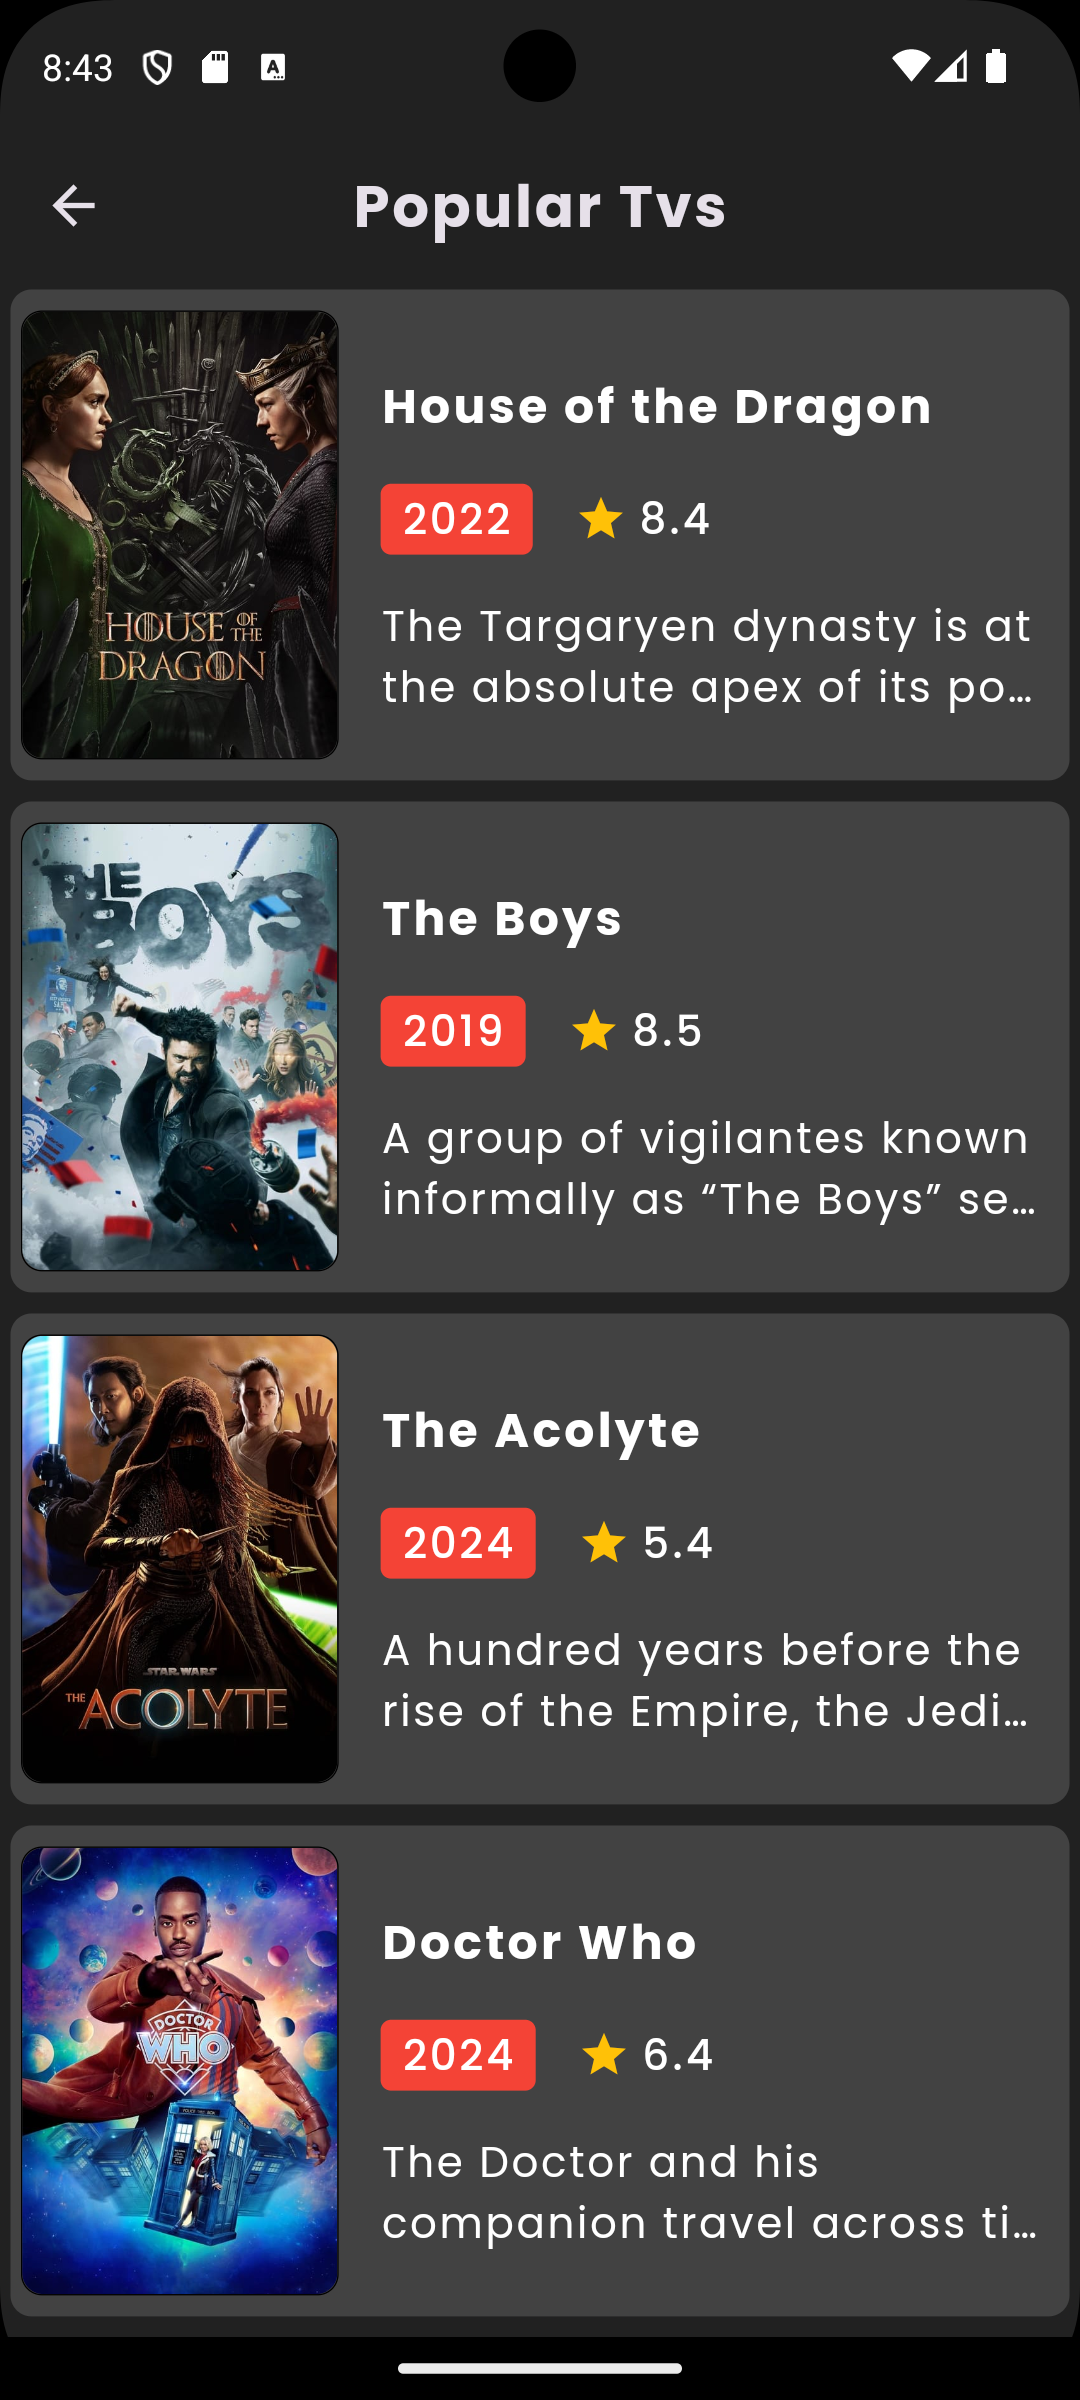 8:43
Popular Tvs
HOUSE OF THE
DRAGON
House of the Dragon
2022 8.4
The Targaryen dynasty is at
the absolute apex of its po…
THE
BOYS
The Boys
2019 8.5
A group of vigilantes known
informally as “The Boys” se…
STAR WARS
THE ACOLYTE
The Acolyte
2024 5.4
A hundred years before the
rise of the Empire, the Jedi…
DOCTOR
WHO
Doctor Who
2024 6.4
The Doctor and his
companion travel across ti…